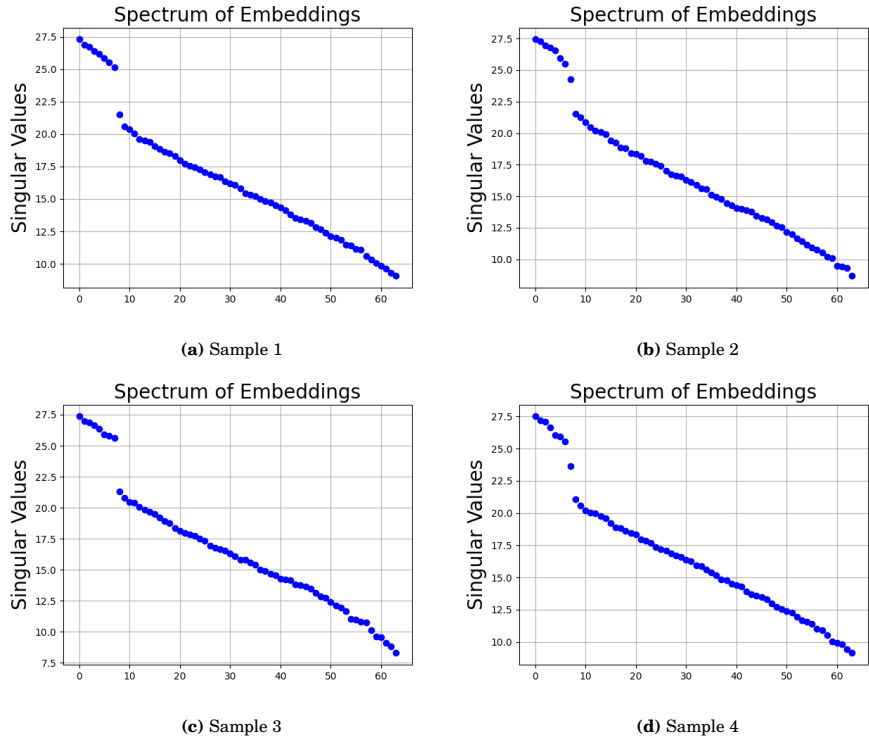 Spectrum of Embeddings
Singular Values
27.5
25.0
22.5
20.0
17.5
15.0
12.5
10.0
0 10 20 30 40 50 60
(a) Sample 1
Spectrum of Embeddings
Singular Values
27.5
25.0
22.5
20.0
17.5
15.0
12.5
10.0
0 10 20 30 40 50 60
(b) Sample 2
Spectrum of Embeddings
Singular Values
27.5
25.0
22.5
20.0
17.5
15.0
12.5
10.0
7.5
0 10 20 30 40 50 60
(c) Sample 3
Spectrum of Embeddings
Singular Values
27.5
25.0
22.5
20.0
17.5
15.0
12.5
10.0
0 10 20 30 40 50 60
(d) Sample 4